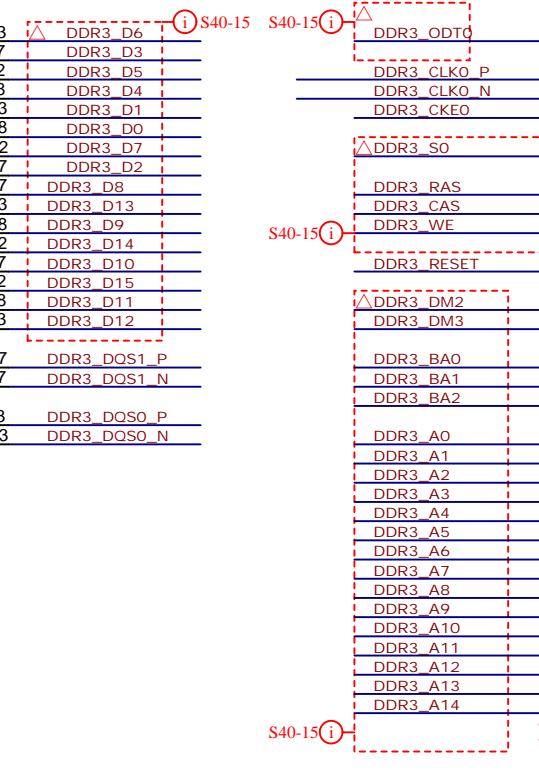 DDR3_D6
DDR3_D3
DDR3_D5
DDR3_D4
DDR3_D1
DDR3_D0
DDR3_D7
DDR3_D2
DDR3_D8
DDR3_D13
DDR3_D9
DDR3_D14
DDR3_D10
DDR3_D15
DDR3_D11
DDR3_D12
DDR3_DQS1_P
DDR3_DQS1_N
DDR3_DQS0_P
DDR3_DQS0_N
i S40-15
S40-15 i
DDR3_ODT0
DDR3_CLK0_P
DDR3_CLK0_N
DDR3_CKE0
DDR3_S0
DDR3_RAS
DDR3_CAS
DDR3_WE
S40-15 i
DDR3_RESET
DDR3_DM2
DDR3_DM3
DDR3_BA0
DDR3_BA1
DDR3_BA2
DDR3_A0
DDR3_A1
DDR3_A2
DDR3_A3
DDR3_A4
DDR3_A5
DDR3_A6
DDR3_A7
DDR3_A8
DDR3_A9
DDR3_A10
DDR3_A11
DDR3_A12
DDR3_A13
DDR3_A14
S40-15 i